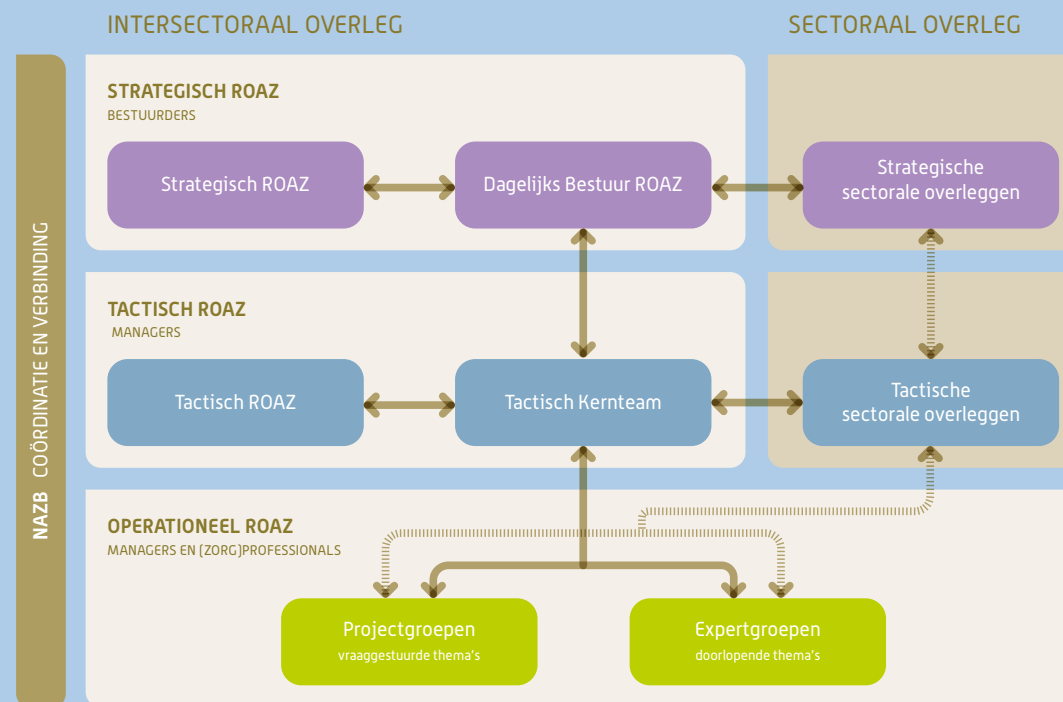 INTERSECTORAAL OVERLEG
SECTORAAL OVERLEG
NAZB COÖRDINATIE EN VERBINDING
STRATEGISCH ROAZ
BESTUURDERS
Strategisch ROAZ
Dagelijks Bestuur ROAZ
Strategische
sectorale overleggen
TACTISCH ROAZ
MANAGERS
Tactisch ROAZ
Tactisch Kernteam
Tactische
sectorale overleggen
OPERATIONEEL ROAZ
MANAGERS EN (ZORG)PROFESSIONALS
Projectgroepen
vraaggestuurde thema's
Expertgroepen
doorlopende thema's